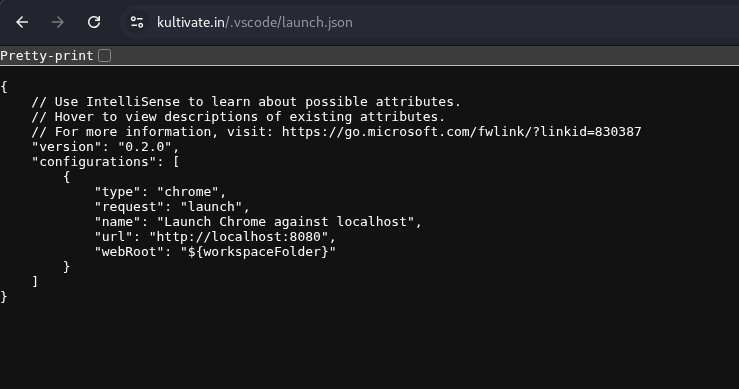 kultivate.in/.vscode/launch.json
Pretty-print
{
    // Use IntelliSense to learn about possible attributes.
    // Hover to view descriptions of existing attributes.
    // For more information, visit: https://go.microsoft.com/fwlink/?linkid=830387
    "version": "0.2.0",
    "configurations": [
        {
            "type": "chrome",
            "request": "launch",
            "name": "Launch Chrome against localhost",
            "url": "http://localhost:8080",
            "webRoot": "${workspaceFolder}"
        }
    ]
}